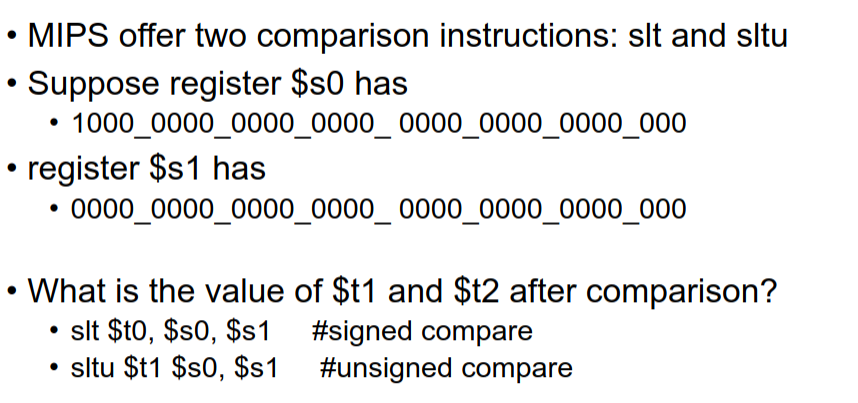 • MIPS offer two comparison instructions: slt and sltu
• Suppose register $s0 has
• 1000_0000_0000_0000_ 0000_0000_0000_000
• register $s1 has
• 0000_0000_0000_0000_ 0000_0000_0000_000
• What is the value of $t1 and $t2 after comparison?
• slt $t0, $s0, $s1 #signed compare
• sltu $t1 $s0, $s1 #unsigned compare